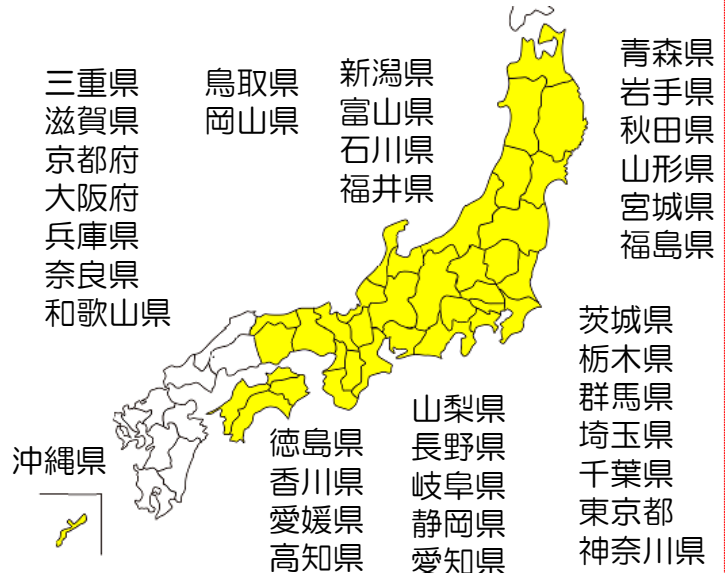 三重県
滋賀県
京都府
大阪府
兵庫県
奈良県
和歌山県
鳥取県
岡山県
新潟県
富山県
石川県
福井県
青森県
岩手県
秋田県
山形県
宮城県
福島県
茨城県
栃木県
群馬県
埼玉県
千葉県
東京都
神奈川県
山梨県
長野県
岐阜県
静岡県
愛知県
徳島県
香川県
愛媛県
高知県
沖縄県